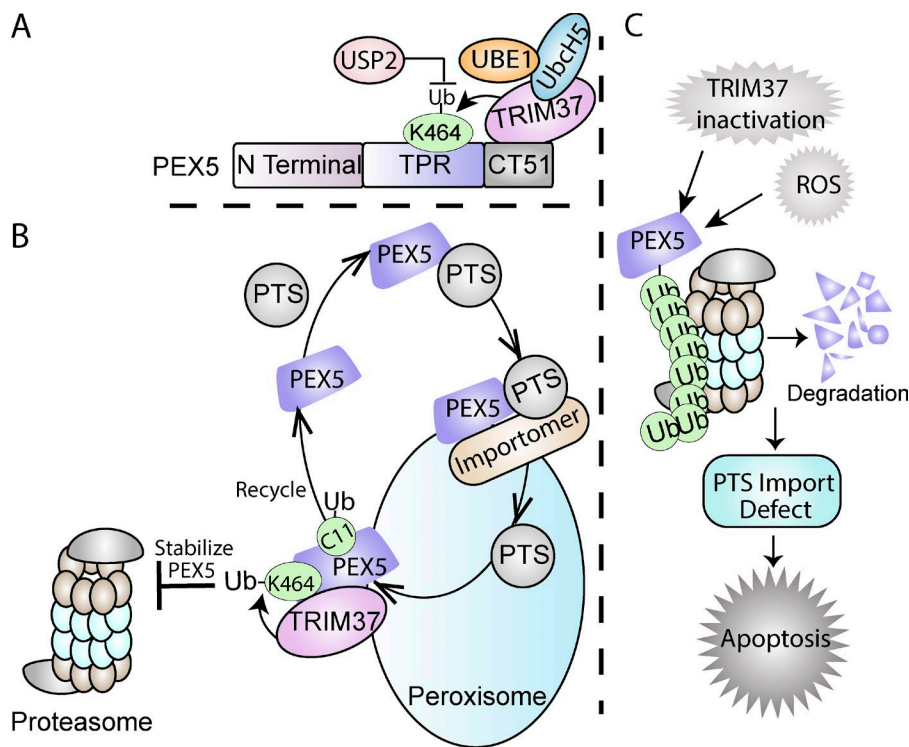 A
USP2
UBE1
UbcH5
Ub
TRIM37
K464
PEX5
N Terminal
TPR
CT51
B
PTS
PEX5
PTS
PEX5
PEX5
PTS
Importomer
Recycle
Ub
C11
PTS
Stabilize
PEX5
Ub
K464
PEX5
TRIM37
Peroxisome
Proteasome
C
TRIM37
inactivation
ROS
PEX5
Ub
Ub
Ub
Ub
Ub
Ub
Ub
Ub
Degradation
PTS Import
Defect
Apoptosis